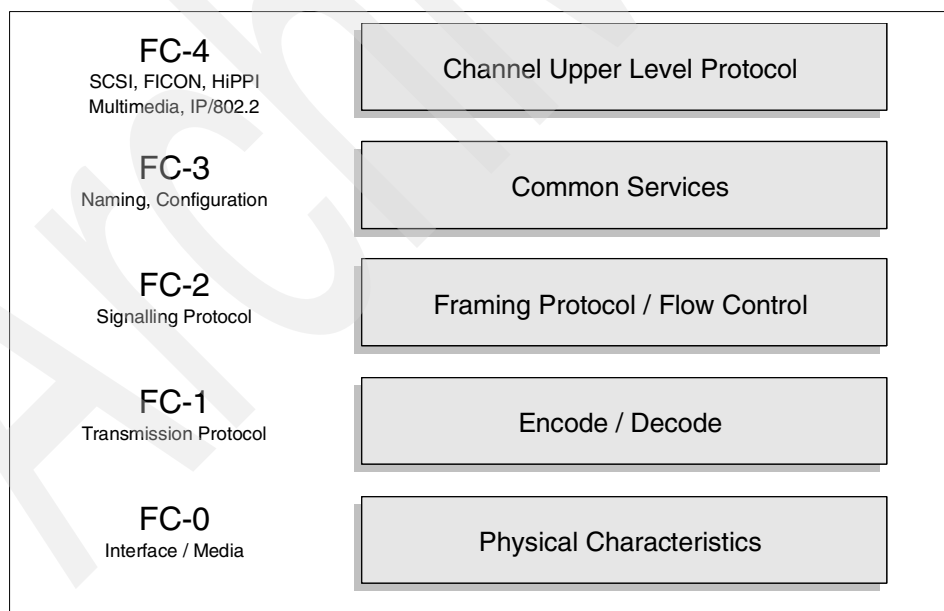 FC-4
SCSI, FICON, HiPPI
Multimedia, IP/802.2
Channel Upper Level Protocol
FC-3
Naming, Configuration
Common Services
FC-2
Signalling Protocol
Framing Protocol / Flow Control
FC-1
Transmission Protocol
Encode / Decode
FC-0
Interface / Media
Physical Characteristics